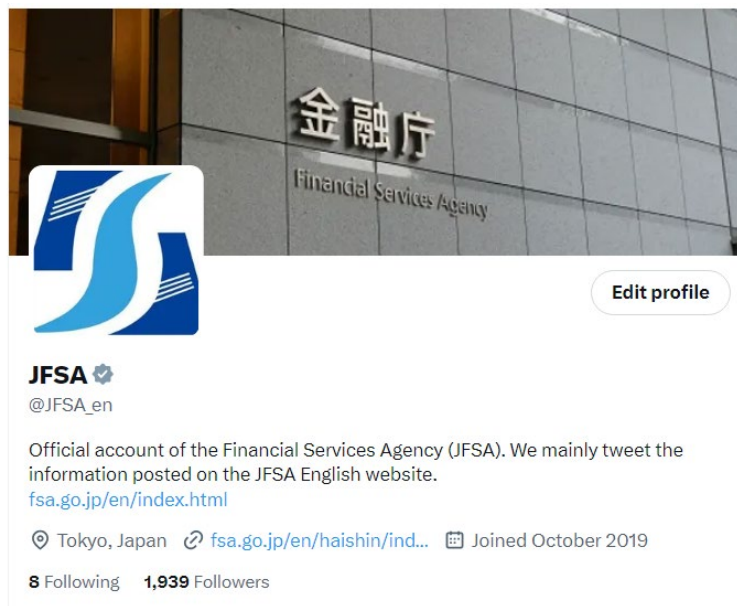 金融庁
Financial Services Agency
Edit profile
JFSA
@JFSA_en
Official account of the Financial Services Agency (JFSA). We mainly tweet the
information posted on the JFSA English website.
fsa.go.jp/en/index.html
Tokyo, Japan fsa.go.jp/en/haishin/ind... Joined October 2019
8 Following 1,939 Followers